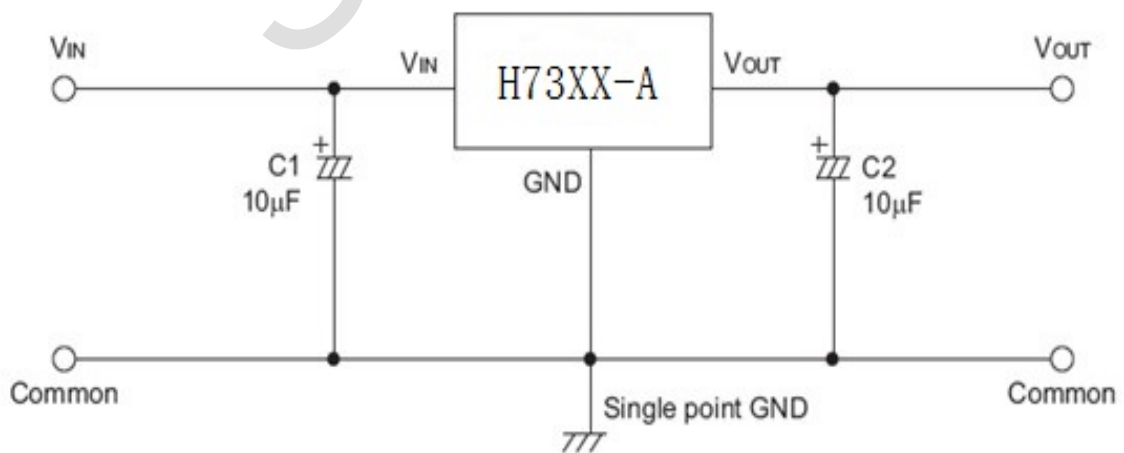 VIN
VIN
H73XX-A
VOUT
VOUT
+
C1
10μF
GND
+
C2
10μF
Common
Single point GND
Common